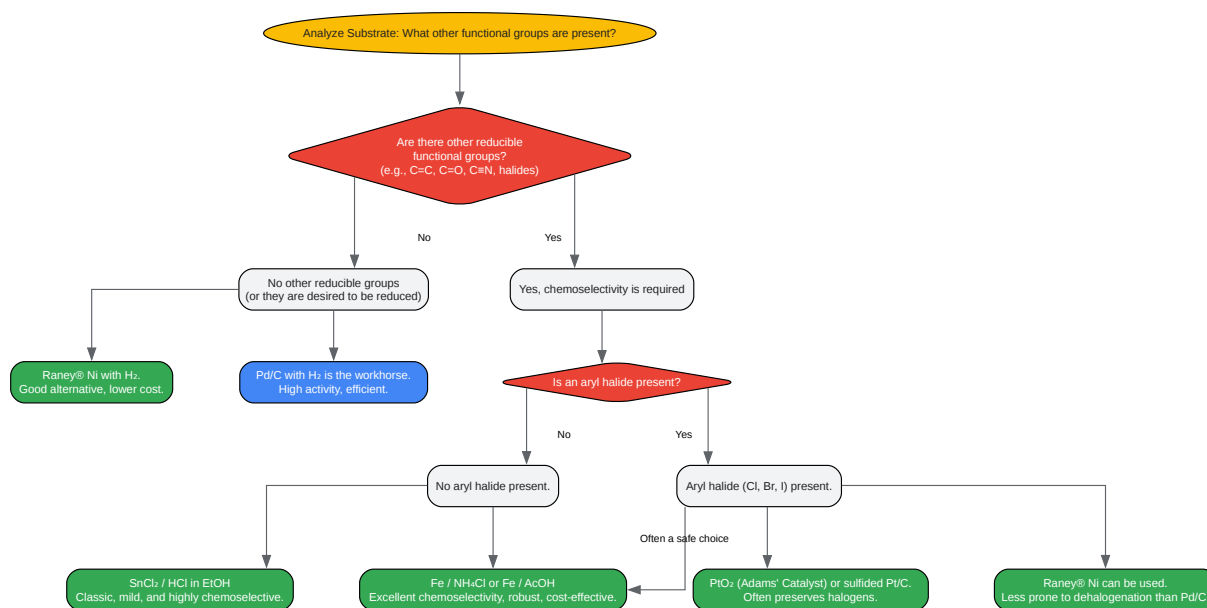 Analyze Substrate: What other functional groups are present?
Are there other reducible
functional groups?
(e.g., C=C, C=O, C≡N, halides)
No
Yes
No other reducible groups
(or they are desired to be reduced)
Yes, chemoselectivity is required
Raney® Ni with H₂.
Good alternative, lower cost.
Pd/C with H₂ is the workhorse.
High activity, efficient.
Is an aryl halide present?
No
Yes
No aryl halide present.
Aryl halide (Cl, Br, I) present.
Often a safe choice
SnCl₂ / HCl in EtOH
Classic, mild, and highly chemoselective.
Fe / NH₄Cl or Fe / AcOH
Excellent chemoselectivity, robust, cost-effective.
PtO₂ (Adams' Catalyst) or sulfided Pt/C.
Often preserves halogens.
Raney® Ni can be used.
Less prone to dehalogenation than Pd/C.